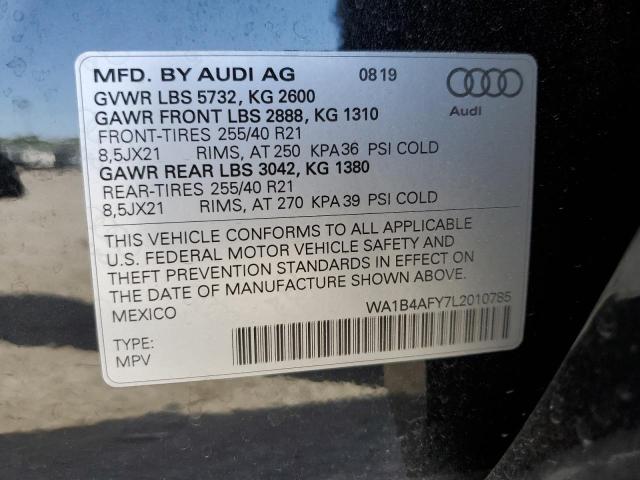 MFD. BY AUDI AG 0819
GVWR LBS 5732, KG 2600
GAWR FRONT LBS 2888, KG 1310
FRONT-TIRES 255/40 R21
8,5JX21 RIMS, AT 250 KPA36 PSI COLD
GAWR REAR LBS 3042, KG 1380
REAR-TIRES 255/40 R21
8,5JX21 RIMS, AT 270 KPA 39 PSI COLD
Audi
THIS VEHICLE CONFORMS TO ALL APPLICABLE
U.S. FEDERAL MOTOR VEHICLE SAFETY AND
THEFT PREVENTION STANDARDS IN EFFECT ON
THE DATE OF MANUFACTURE SHOWN ABOVE.
MEXICO WA1B4AFY7L2010785
TYPE:
MPV